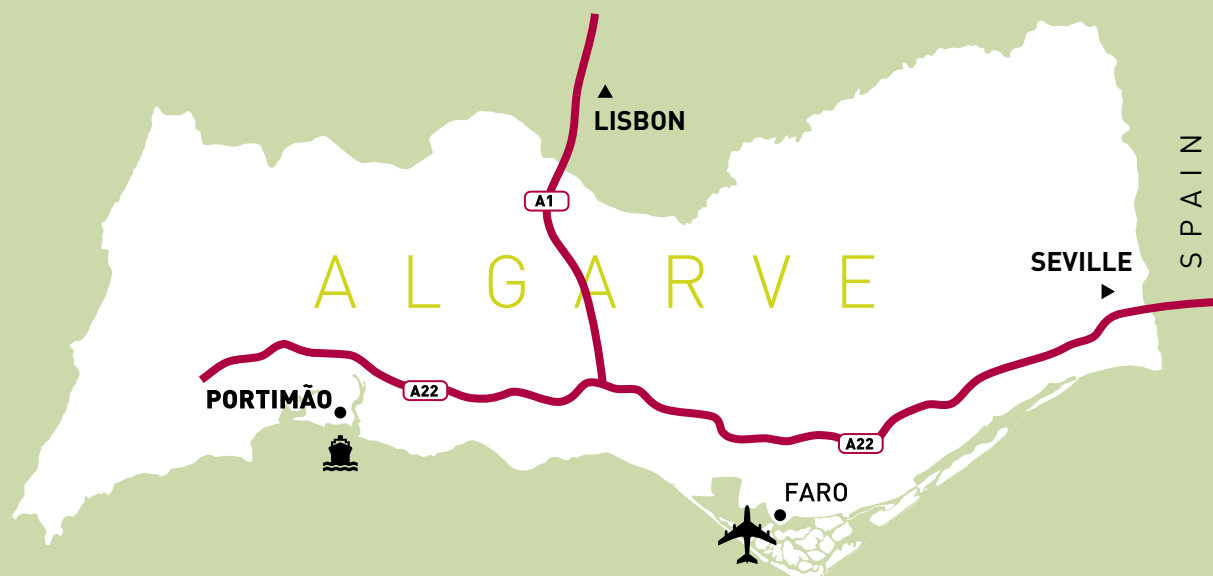 LISBON
A1
SPAIN
ALGARVE
SEVILLE
PORTIMÃO
A22
A22
FARO